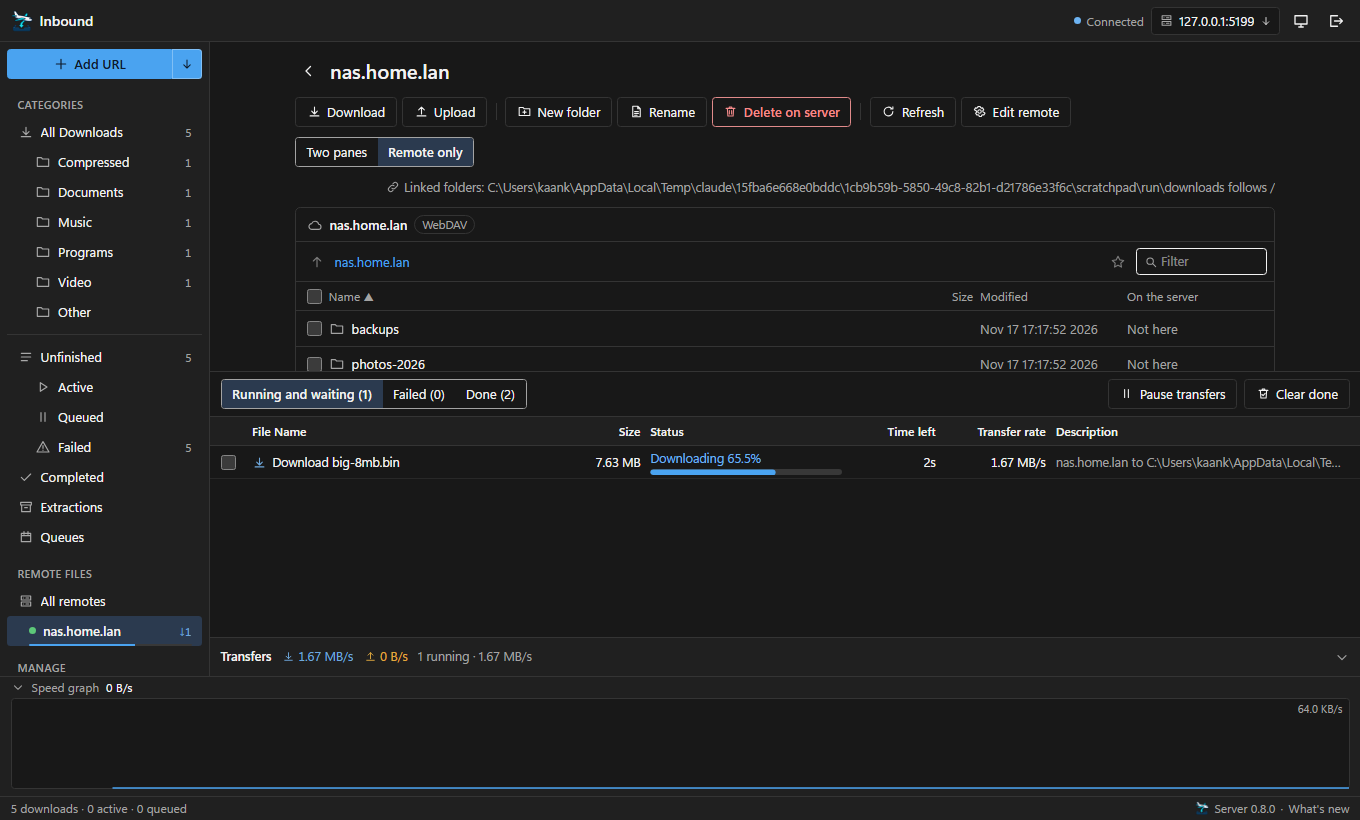 Inbound
Connected
127.0.0.1:5199
Add URL
CATEGORIES
All Downloads 5
Compressed 1
Documents 1
Music 1
Programs 1
Video 1
Other
Unfinished 5
Active
Queued
Failed 5
Completed
Extractions
Queues
REMOTE FILES
All remotes
nas.home.lan ↓1
MANAGE
nas.home.lan
Download Upload New folder Rename Delete on server Refresh Edit remote
Two panes Remote only
Linked folders: C:\Users\kaank\AppData\Local\Temp\claude\15fba6e668e0bddc\1cb9b59b-5850-49c8-82b1-d21786e33f6c\scratchpad\run\downloads follows /
nas.home.lan WebDAV
nas.home.lan Filter
Name Size Modified On the server
backups Nov 17 17:17:52 2026 Not here
photos-2026 Nov 17 17:17:52 2026 Not here
Running and waiting (1) Failed (0) Done (2) Pause transfers Clear done
File Name Size Status Time left Transfer rate Description
Download big-8mb.bin 7.63 MB Downloading 65.5% 2s 1.67 MB/s nas.home.lan to C:\Users\kaank\AppData\Local\Te...
Transfers 1.67 MB/s 0 B/s 1 running · 1.67 MB/s
Speed graph 0 B/s
64.0 KB/s
5 downloads · 0 active · 0 queued
Server 0.8.0 · What's new